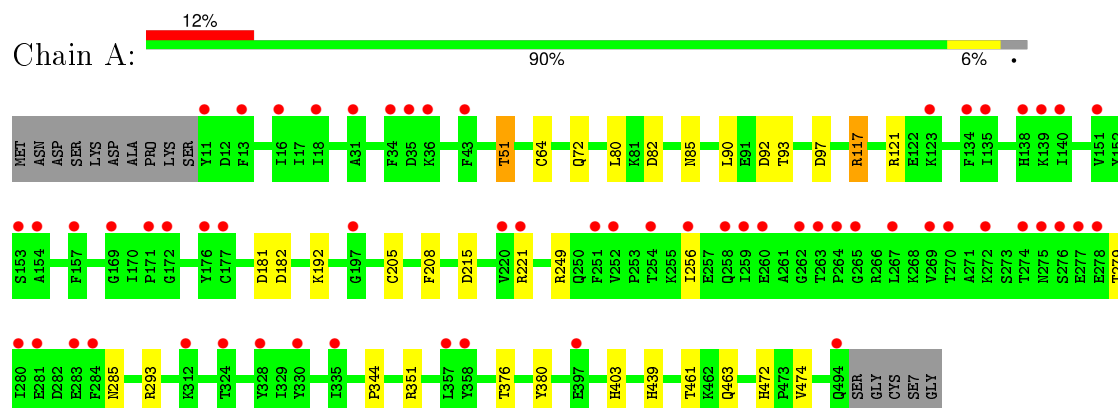 12%
Chain A:
90% 6% •
MET ASN ASP SER LYS ASP ALA PRO LYS SER Y11 D12 F13 I16 I17 I18 A31 F34 D35 K36 F43 T51 C64 Q72 L80 K81 D82 N85 L90 E91 D92 T93 D97 R117 R121 E122 K123 F134 I135 H138 K139 I140 V151 Y152
S153 A154 F157 G169 I170 P171 G172 Y176 C177 D181 D182 K192 G197 C205 F208 D215 V220 R221 R249 Q250 F251 V252 P253 T254 K255 I256 E257 Q258 I259 E260 A261 G262 T263 P264 G265 R266 L267 K268 V269 T270 A271 K272 S273 T274 N275 S276 E277 E278 T279
I280 E281 D282 E283 F284 N285 R293 K312 T324 Y328 I329 Y330 I335 P344 R351 L357 Y358 T376 Y380 E397 H403 H439 T461 K462 Q463 H472 P473 V474 Q494 SER GLY CYS SE7 GLY